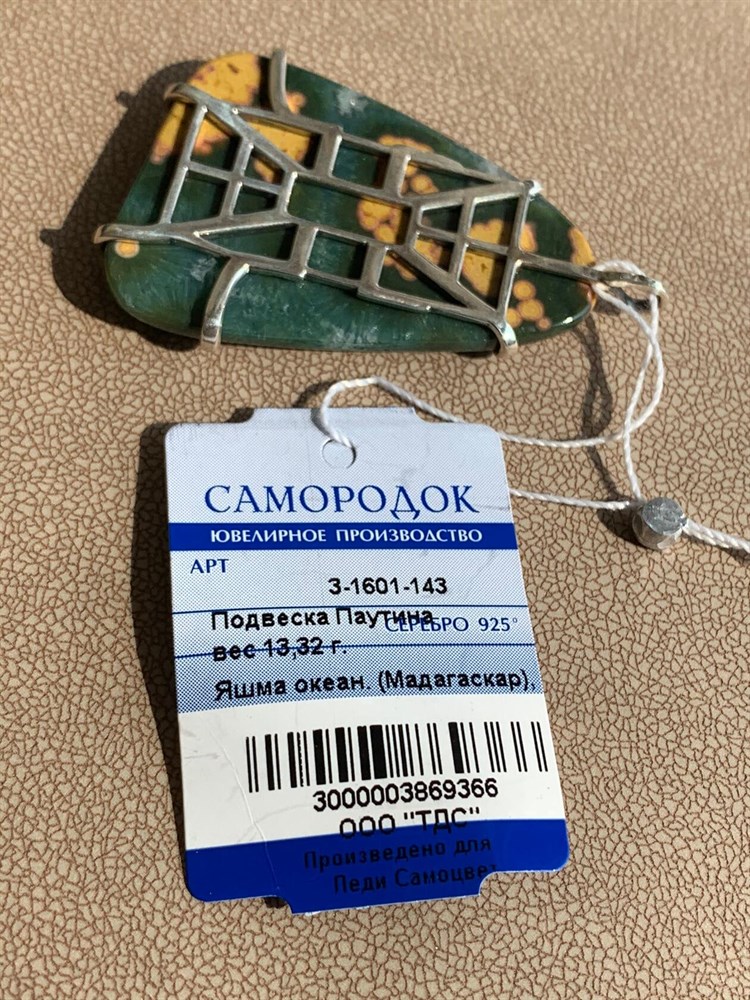 САМОРОДОК
ЮВЕЛИРНОЕ ПРОИЗВОДСТВО
АРТ
3-1601-143
Подвеска Паутина
СЕРЕБРО 925°
вес 13,32 г.
Яшма океан. (Мадагаскар),
3000003869366
ООО "ТДС"
Произведено для
Леди Самоцвет